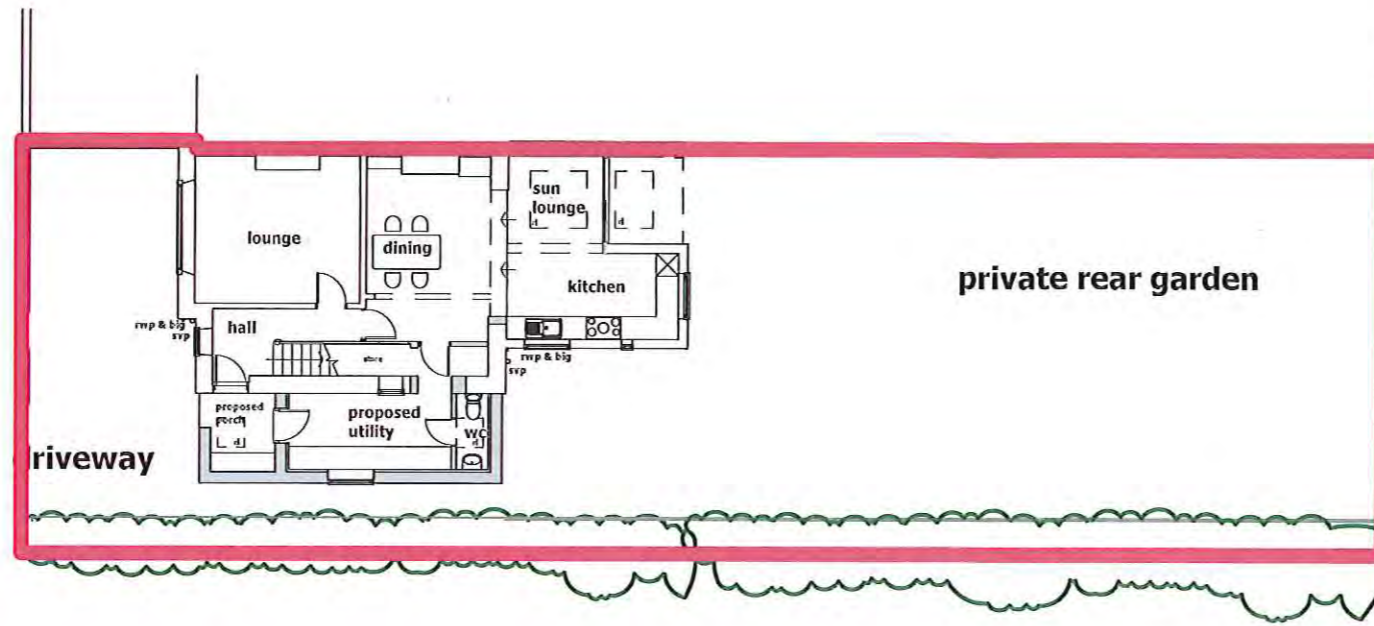 sun
lounge
d
d
lounge
dining
private rear garden
kitchen
rwp & big
svp
hall
store
rwp & big
svp
proposed
porch
d
proposed
utility
wc
d
riveway